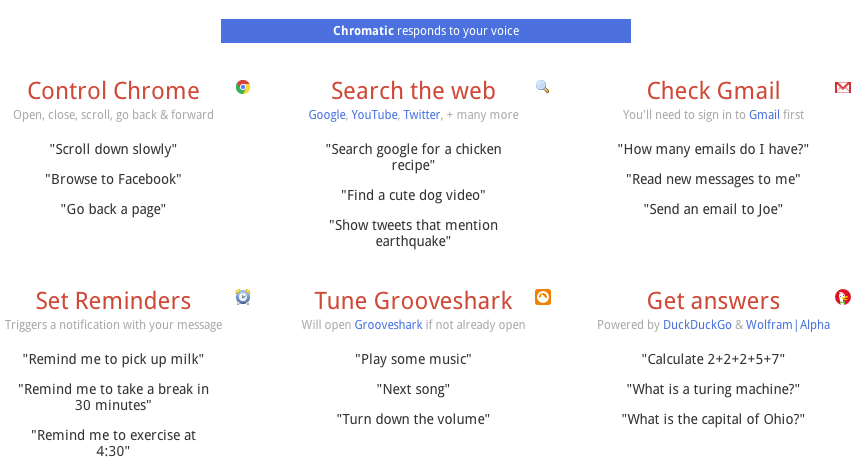 Chromatic responds to your voice
Control Chrome
Open, close, scroll, go back & forward
"Scroll down slowly"
"Browse to Facebook"
"Go back a page"
Search the web
Google, YouTube, Twitter, + many more
"Search google for a chicken
recipe"
"Find a cute dog video"
"Show tweets that mention
earthquake"
Check Gmail
You'll need to sign in to Gmail first
"How many emails do I have?"
"Read new messages to me"
"Send an email to Joe"
Set Reminders
Triggers a notification with your message
"Remind me to pick up milk"
"Remind me to take a break in
30 minutes"
"Remind me to exercise at
4:30"
Tune Grooveshark
Will open Grooveshark if not already open
"Play some music"
"Next song"
"Turn down the volume"
Get answers
Powered by DuckDuckGo & Wolfram|Alpha
"Calculate 2+2+2+5+7"
"What is a turing machine?"
"What is the capital of Ohio?"